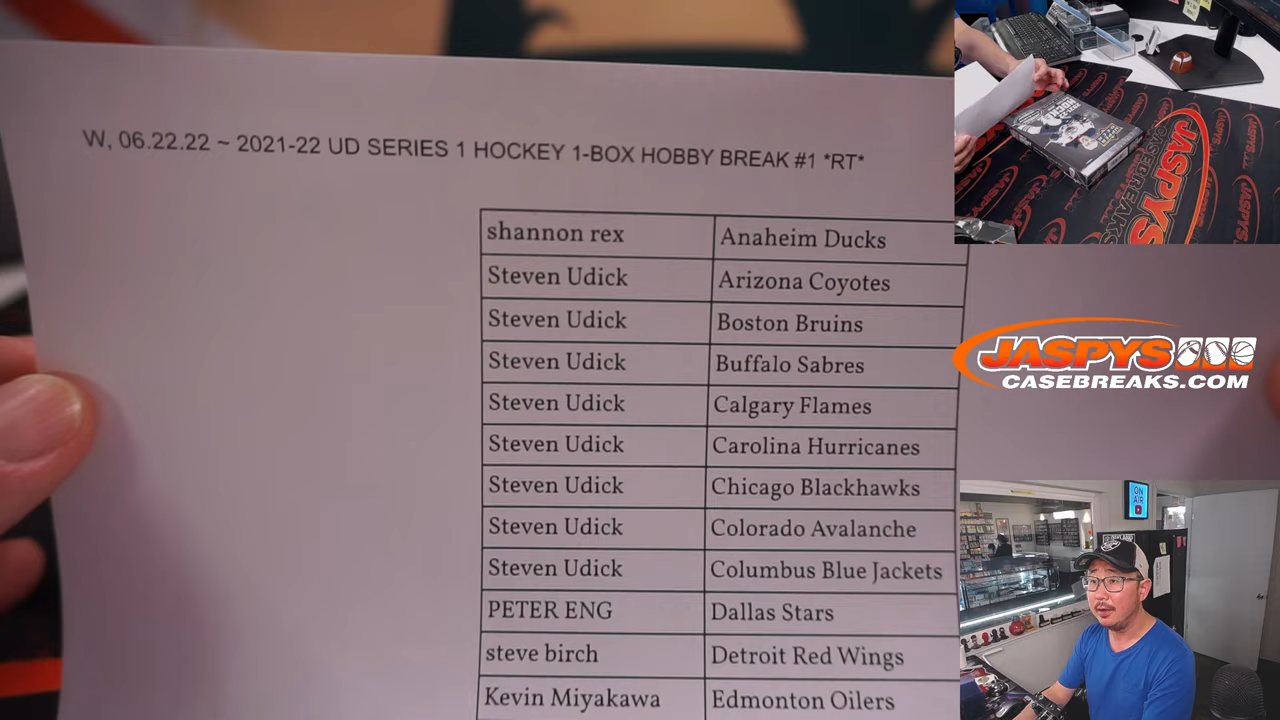 W, 06.22.22 ~ 2021-22 UD SERIES 1 HOCKEY 1-BOX HOBBY BREAK #1 *RT*
shannon rex Anaheim Ducks
Steven Udick Arizona Coyotes
Steven Udick Boston Bruins
Steven Udick Buffalo Sabres
Steven Udick Calgary Flames
Steven Udick Carolina Hurricanes
Steven Udick Chicago Blackhawks
Steven Udick Colorado Avalanche
Steven Udick Columbus Blue Jackets
PETER ENG Dallas Stars
steve birch Detroit Red Wings
Kevin Miyakawa Edmonton Oilers
HOCKEY
JASPYS
CASEBREAKS
JASPYS
CASEBREAKS.COM
ON
AIR